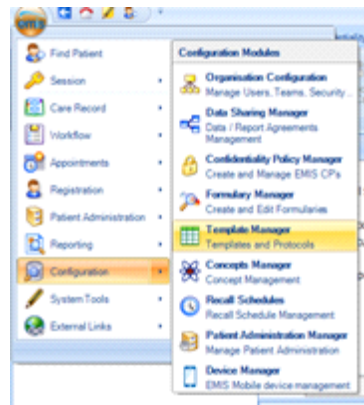 emis
Find Patient
Session
Care Record
Workflow
Appointments
Registration
Patient Administration
Reporting
Configuration
System Tools
External Links
Configuration Modules
Organisation Configuration
Manage Users, Teams, Security ...
Data Sharing Manager
Data / Report Agreements
Management
Confidentiality Policy Manager
Create and Manage EMIS CPs
Formulary Manager
Create and Edit Formularies
Template Manager
Templates and Protocols
Concepts Manager
Concept Management
Recall Schedules
Recall Schedule Management
Patient Administration Manager
Manage Patient Administration
Device Manager
EMIS Mobile device management